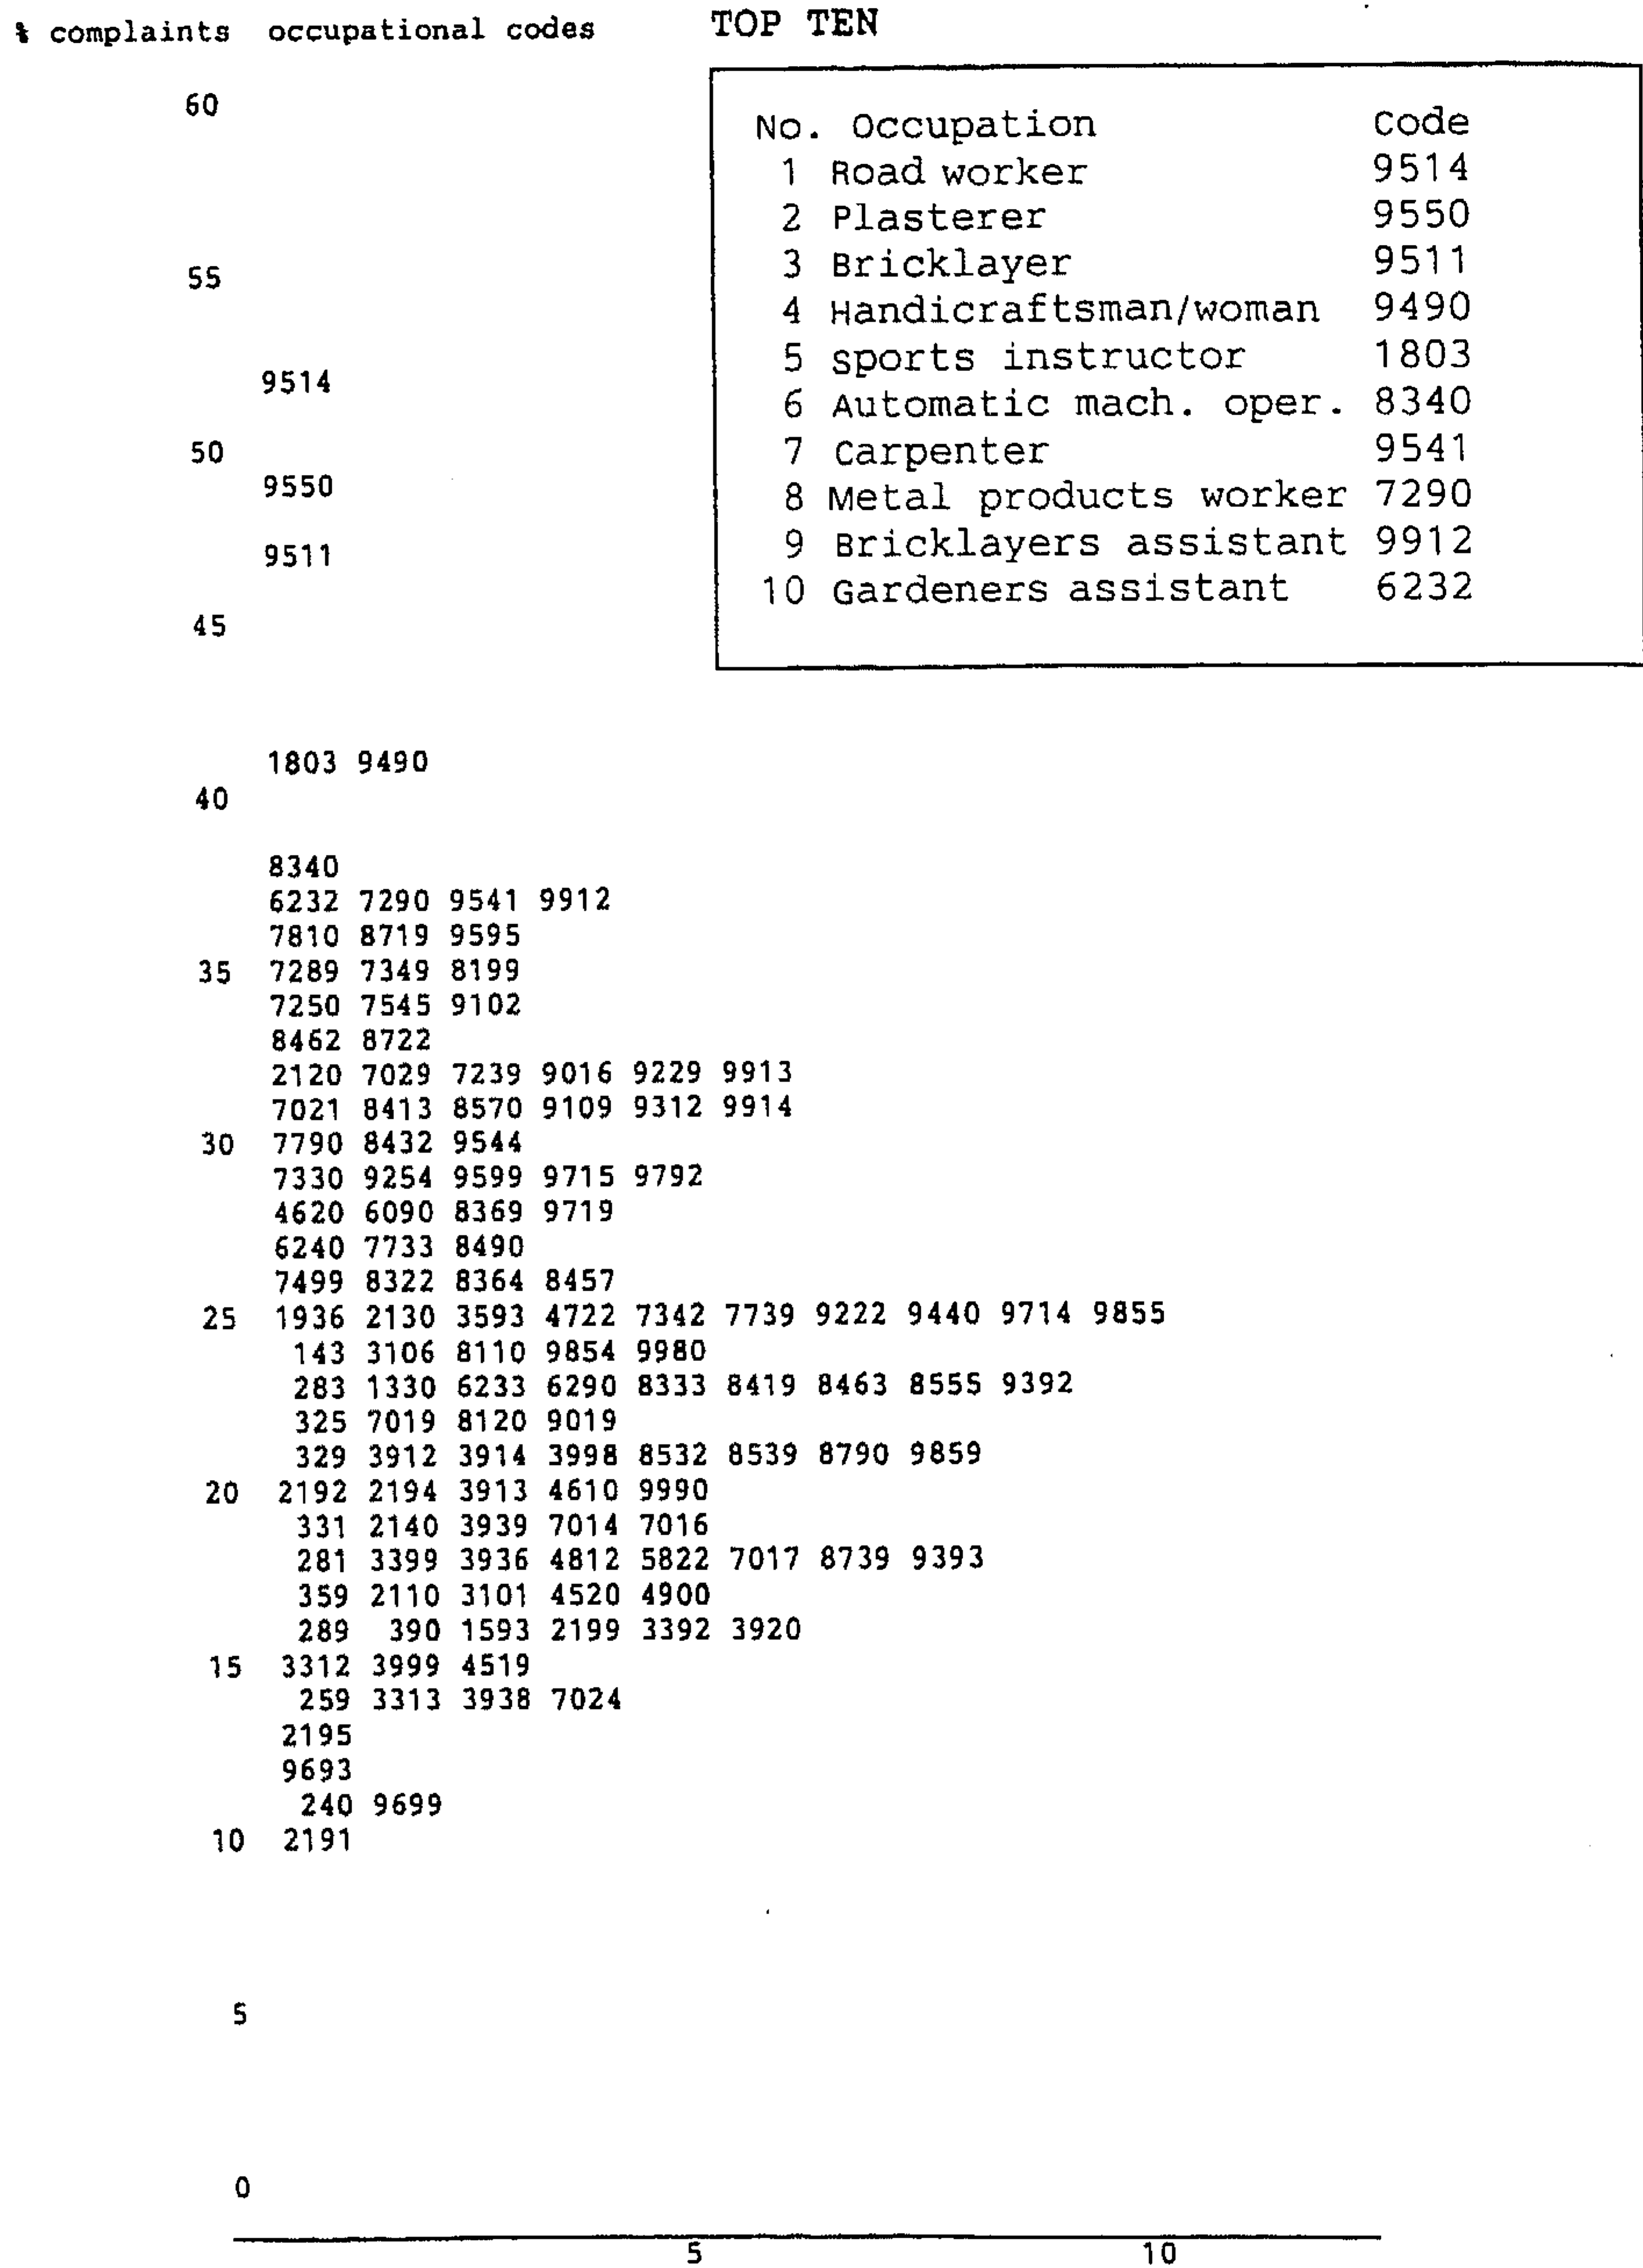 % complaints occupational codes
TOP TEN
No. Occupation Code
1 Road worker 9514
2 Plasterer 9550
3 Bricklayer 9511
4 Handicraftsman/woman 9490
5 Sports instructor 1803
6 Automatic mach. oper. 8340
7 Carpenter 9541
8 Metal products worker 7290
9 Bricklayers assistant 9912
10 Gardeners assistant 6232
60
55
9514
50
9550
9511
45
1803 9490
40
8340
6232 7290 9541 9912
7810 8719 9595
35 7289 7349 8199
7250 7545 9102
8462 8722
2120 7029 7239 9016 9229 9913
7021 8413 8570 9109 9312 9914
30 7790 8432 9544
7330 9254 9599 9715 9792
4620 6090 8369 9719
6240 7733 8490
7499 8322 8364 8457
25 1936 2130 3593 4722 7342 7739 9222 9440 9714 9855
143 3106 8110 9854 9980
283 1330 6233 6290 8333 8419 8463 8555 9392
325 7019 8120 9019
329 3912 3914 3998 8532 8539 8790 9859
20 2192 2194 3913 4610 9990
331 2140 3939 7014 7016
281 3399 3936 4812 5822 7017 8739 9393
359 2110 3101 4520 4900
289 390 1593 2199 3392 3920
15 3312 3999 4519
259 3313 3938 7024
2195
9693
240 9699
10 2191
5
0
5 10